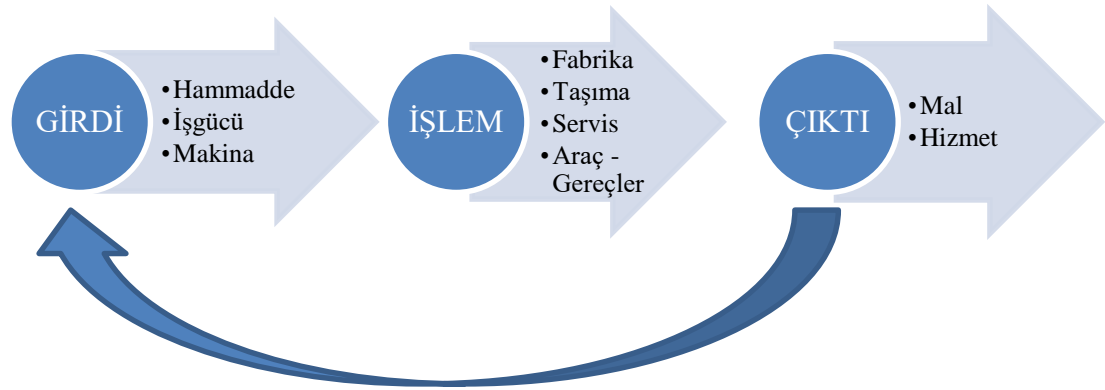 GİRDİ
•Hammadde
•İşgücü
•Makina
İŞLEM
•Fabrika
•Taşıma
•Servis
•Araç -
Gereçler
ÇIKTI
•Mal
•Hizmet